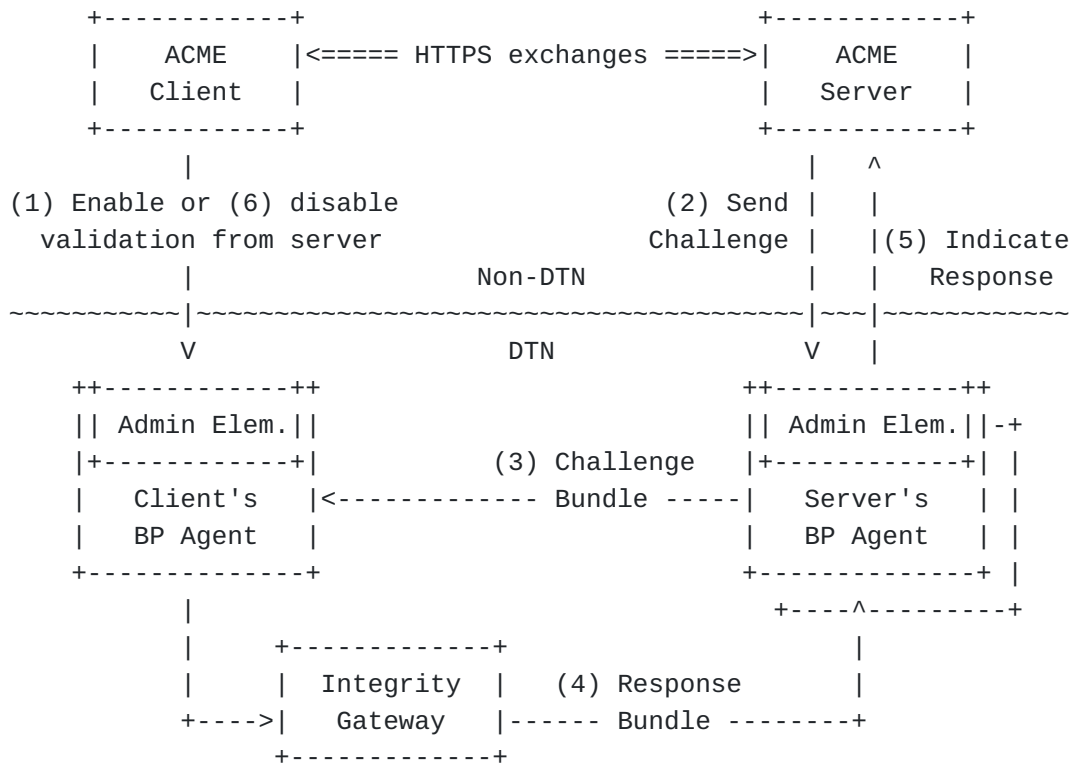 ACME <===== HTTPS exchanges =====> ACME
Client Server
(1) Enable or (6) disable (2) Send
validation from server Challenge (5) Indicate
Non-DTN Response
DTN
Admin Elem. Admin Elem.
(3) Challenge
Client's Bundle Server's
BP Agent BP Agent
Integrity (4) Response
Gateway Bundle